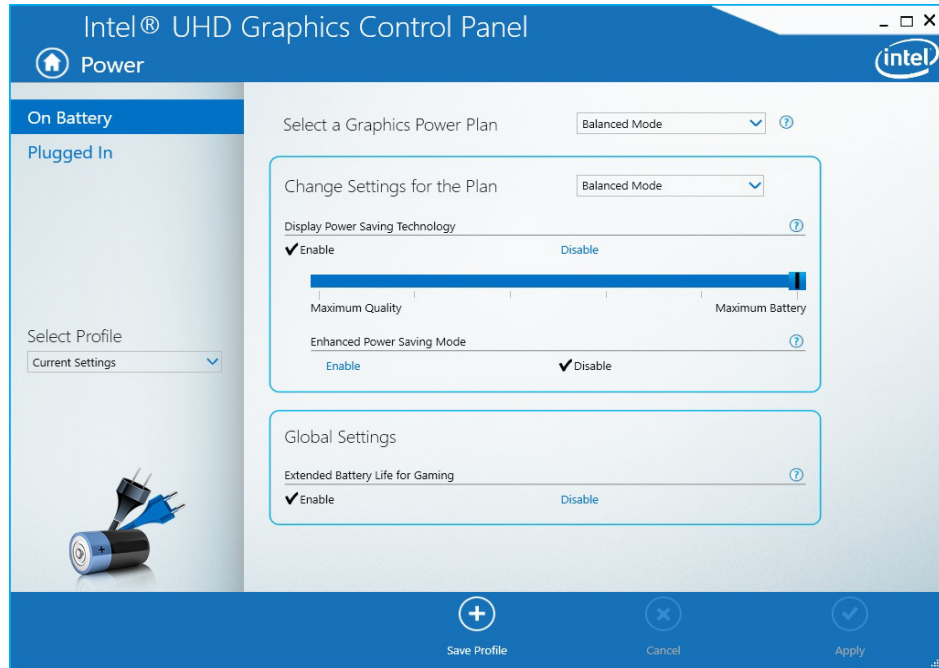 Intel® UHD Graphics Control Panel
Power
intel
On Battery
Plugged In
Select Profile
Current Settings
Select a Graphics Power Plan Balanced Mode ?
Change Settings for the Plan Balanced Mode
Display Power Saving Technology ?
Enable Disable
Maximum Quality Maximum Battery
Enhanced Power Saving Mode ?
Enable Disable
Global Settings
Extended Battery Life for Gaming ?
Enable Disable
Save Profile Cancel Apply